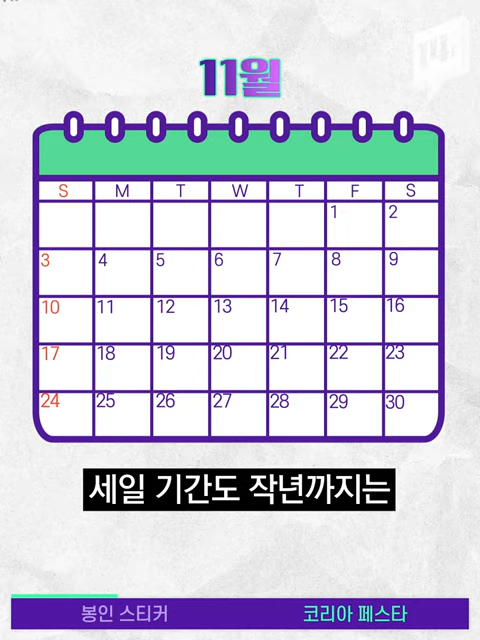 11월
S M T W T F S
1 2
3 4 5 6 7 8 9
10 11 12 13 14 15 16
17 18 19 20 21 22 23
24 25 26 27 28 29 30
세일 기간도 작년까지는
봉인 스티커 코리아 페스타